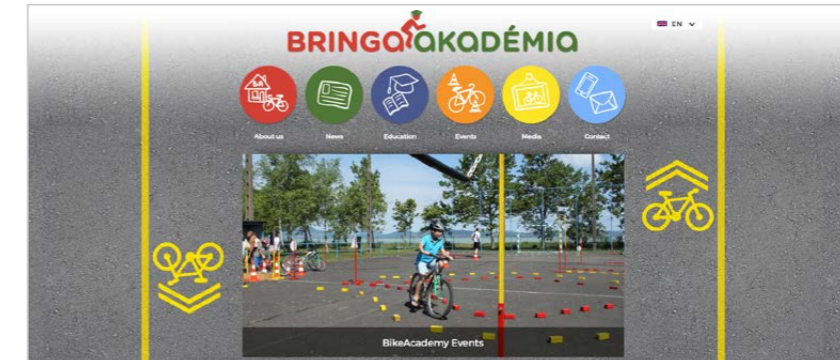 EN
BRINGAAKADÉMIA
About us
News
Education
Events
Media
Contact
BikeAcademy Events